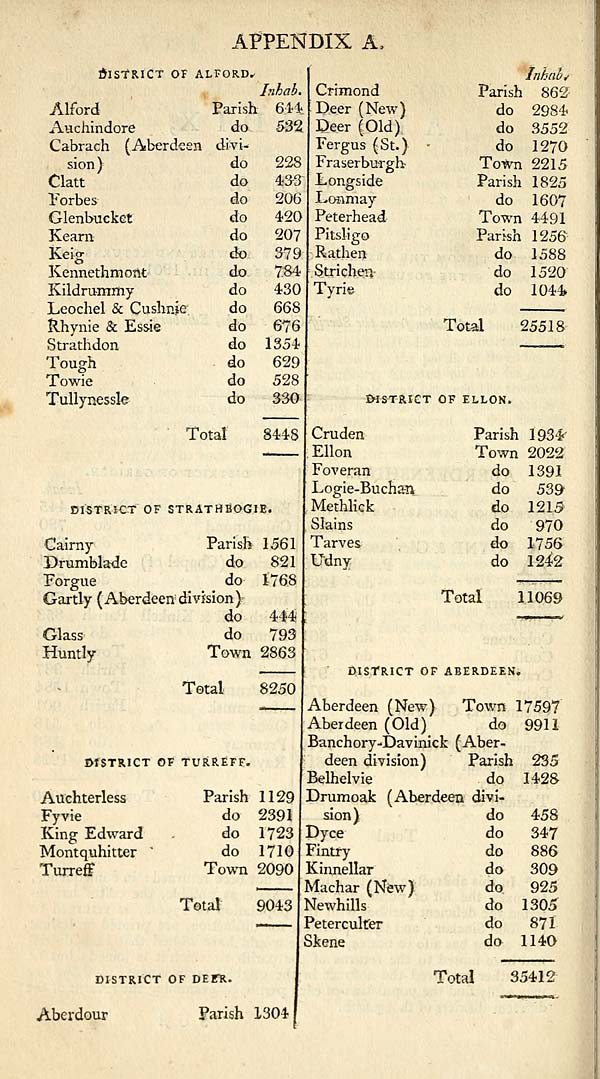 APPENDIX A.
DISTRICT OF ALFORD.
Inhab.
Alford Parish 644
Auchindore do 532
Cabrach (Aberdeen divi-
sion) do 228
Clatt do 433
Forbes do 206
Glenbucket do 420
Kearn do 207
Keig do 379
Kennethmont do 784
Kildrummy do 430
Leochel & Cushnie do 668
Rhynie & Essie do 676
Strathdon do 1354
Tough do 629
Towie do 528
Tullynessle do 330
Total 8448
DISTRICT OF STRATHBOGIE.
Cairny Parish 1561
Drumblade do 821
Forgue do 1768
Gartly (Aberdeen division)
do 444
Glass do 793
Huntly Town 2863
Total 8250
DISTRICT OF TURREFF.
Auchterless Parish 1129
Fyvie do 2391
King Edward do 1723
Montquhitter do 1710
Turreff Town 2090
Total 9043
DISTRICT OF DEER.
Aberdour Parish 1304
Inhab.
Crimond Parish 862
Deer (New) do 2984
Deer (Old) do 3552
Fergus (St.) do 1270
Fraserburgh Town 2215
Longside Parish 1825
Lonmay do 1607
Peterhead Town 4491
Pitsligo Parish 1256
Rathen do 1588
Strichen do 1520
Tyrie do 1044
Total 25518
DISTRICT OF ELLON.
Cruden Parish 1934
Ellon Town 2022
Foveran do 1391
Logie-Buchan do 539
Methlick do 1215
Slains do 970
Tarves do 1756
Udny do 1242
Total 11069
DISTRICT OF ABERDEEN.
Aberdeen (New) Town 17597
Aberdeen (Old) do 9911
Banchory-Davinick (Aber-
deen division) Parish 235
Belhelvie do 1428
Drumoak (Aberdeen divi-
sion) do 458
Dyce do 347
Fintry do 886
Kinnellar do 309
Machar (New) do 925
Newhills do 1305
Peterculter do 871
Skene do 1140
Total 35412